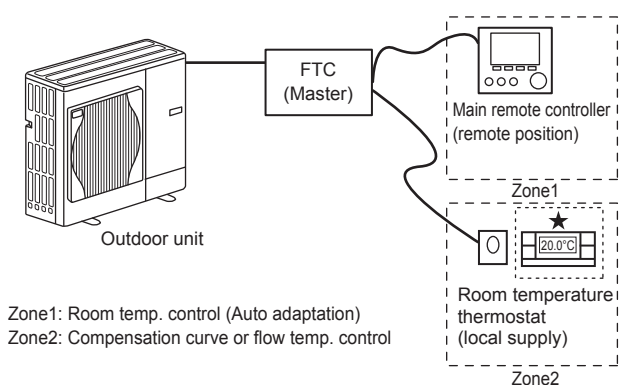 FTC
(Master)
Main remote controller
(remote position)
Zone1
Outdoor unit
★
20.0°C
Room temperature
thermostat
(local supply)
Zone1: Room temp. control (Auto adaptation)
Zone2: Compensation curve or flow temp. control
Zone2